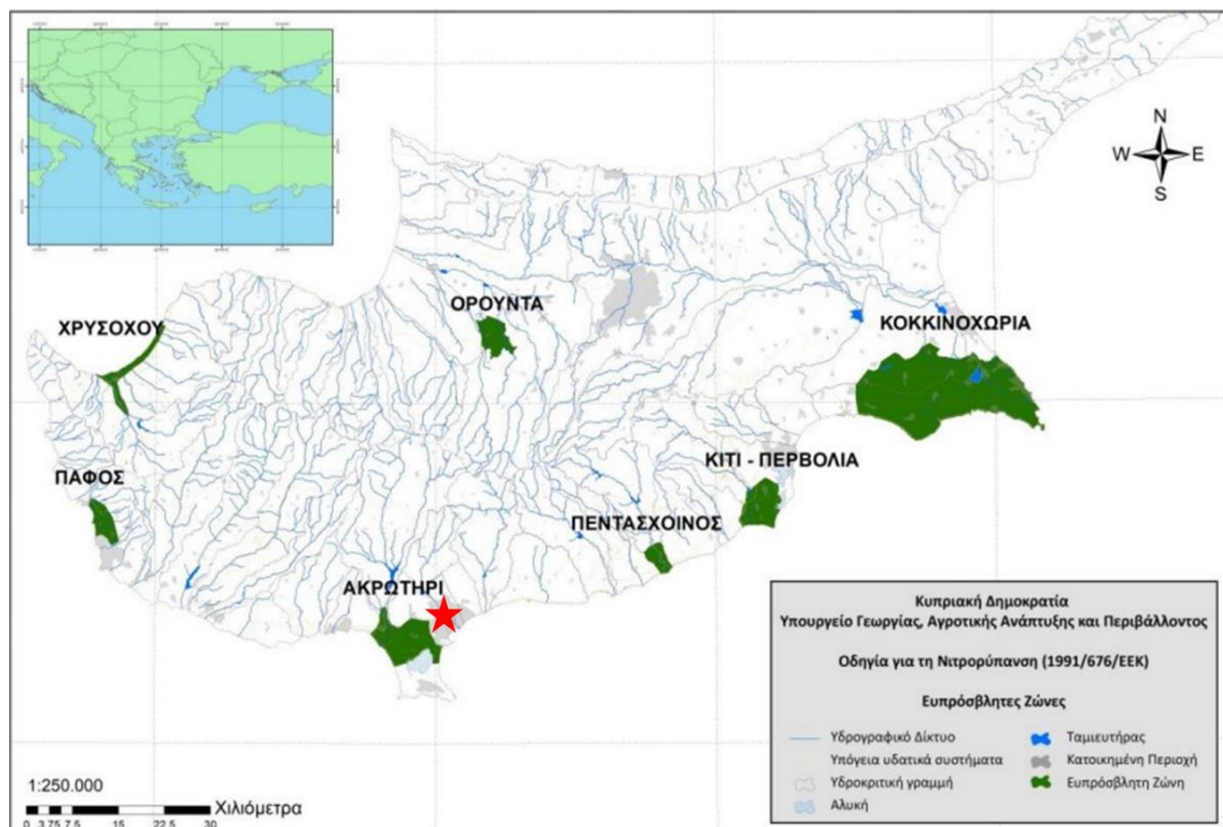 N
W E
S
ΟΡΟΥΝΤΑ
ΧΡΥΣΟΧΟΥ
ΚΟΚΚΙΝΟΧΩΡΙΑ
ΚΙΤΙ - ΠΕΡΒΟΛΙΑ
ΠΑΦΟΣ
ΠΕΝΤΑΣΧΟΙΝΟΣ
ΑΚΡΩΤΗΡΙ
Κυπριακή Δημοκρατία
Υπουργείο Γεωργίας, Αγροτικής Ανάπτυξης και Περιβάλλοντος
Οδηγία για τη Νιτρορύπανση (1991/676/ΕΕΚ)
Ευπρόσβλητες Ζώνες
Υδρογραφικό Δίκτυο
Υπόγεια υδατικά συστήματα
Υδροκριτική γραμμή
Αλυκή
Ταμιευτήρας
Κατοικημένη Περιοχή
Ευπρόσβλητη Ζώνη
1:250.000
Χιλιόμετρα
0 3.75 7.5 15 22.5 30